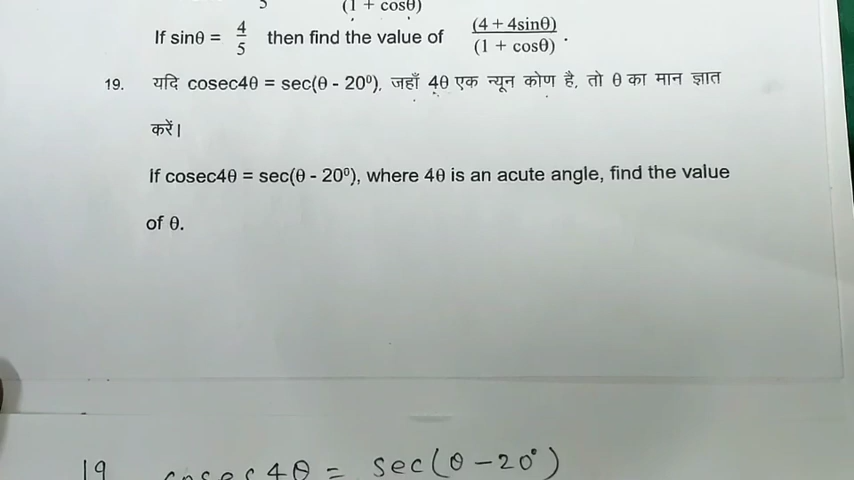 5 (1 + cosθ)
If sinθ = 4/5 then find the value of (4 + 4sinθ)/(1 + cosθ) .
19. यदि cosec4θ = sec(θ - 20⁰), जहाँ 4θ एक न्यून कोण है, तो θ का मान ज्ञात
करें।
If cosec4θ = sec(θ - 20⁰), where 4θ is an acute angle, find the value
of θ.
19 cosec4θ = sec(θ - 20°)